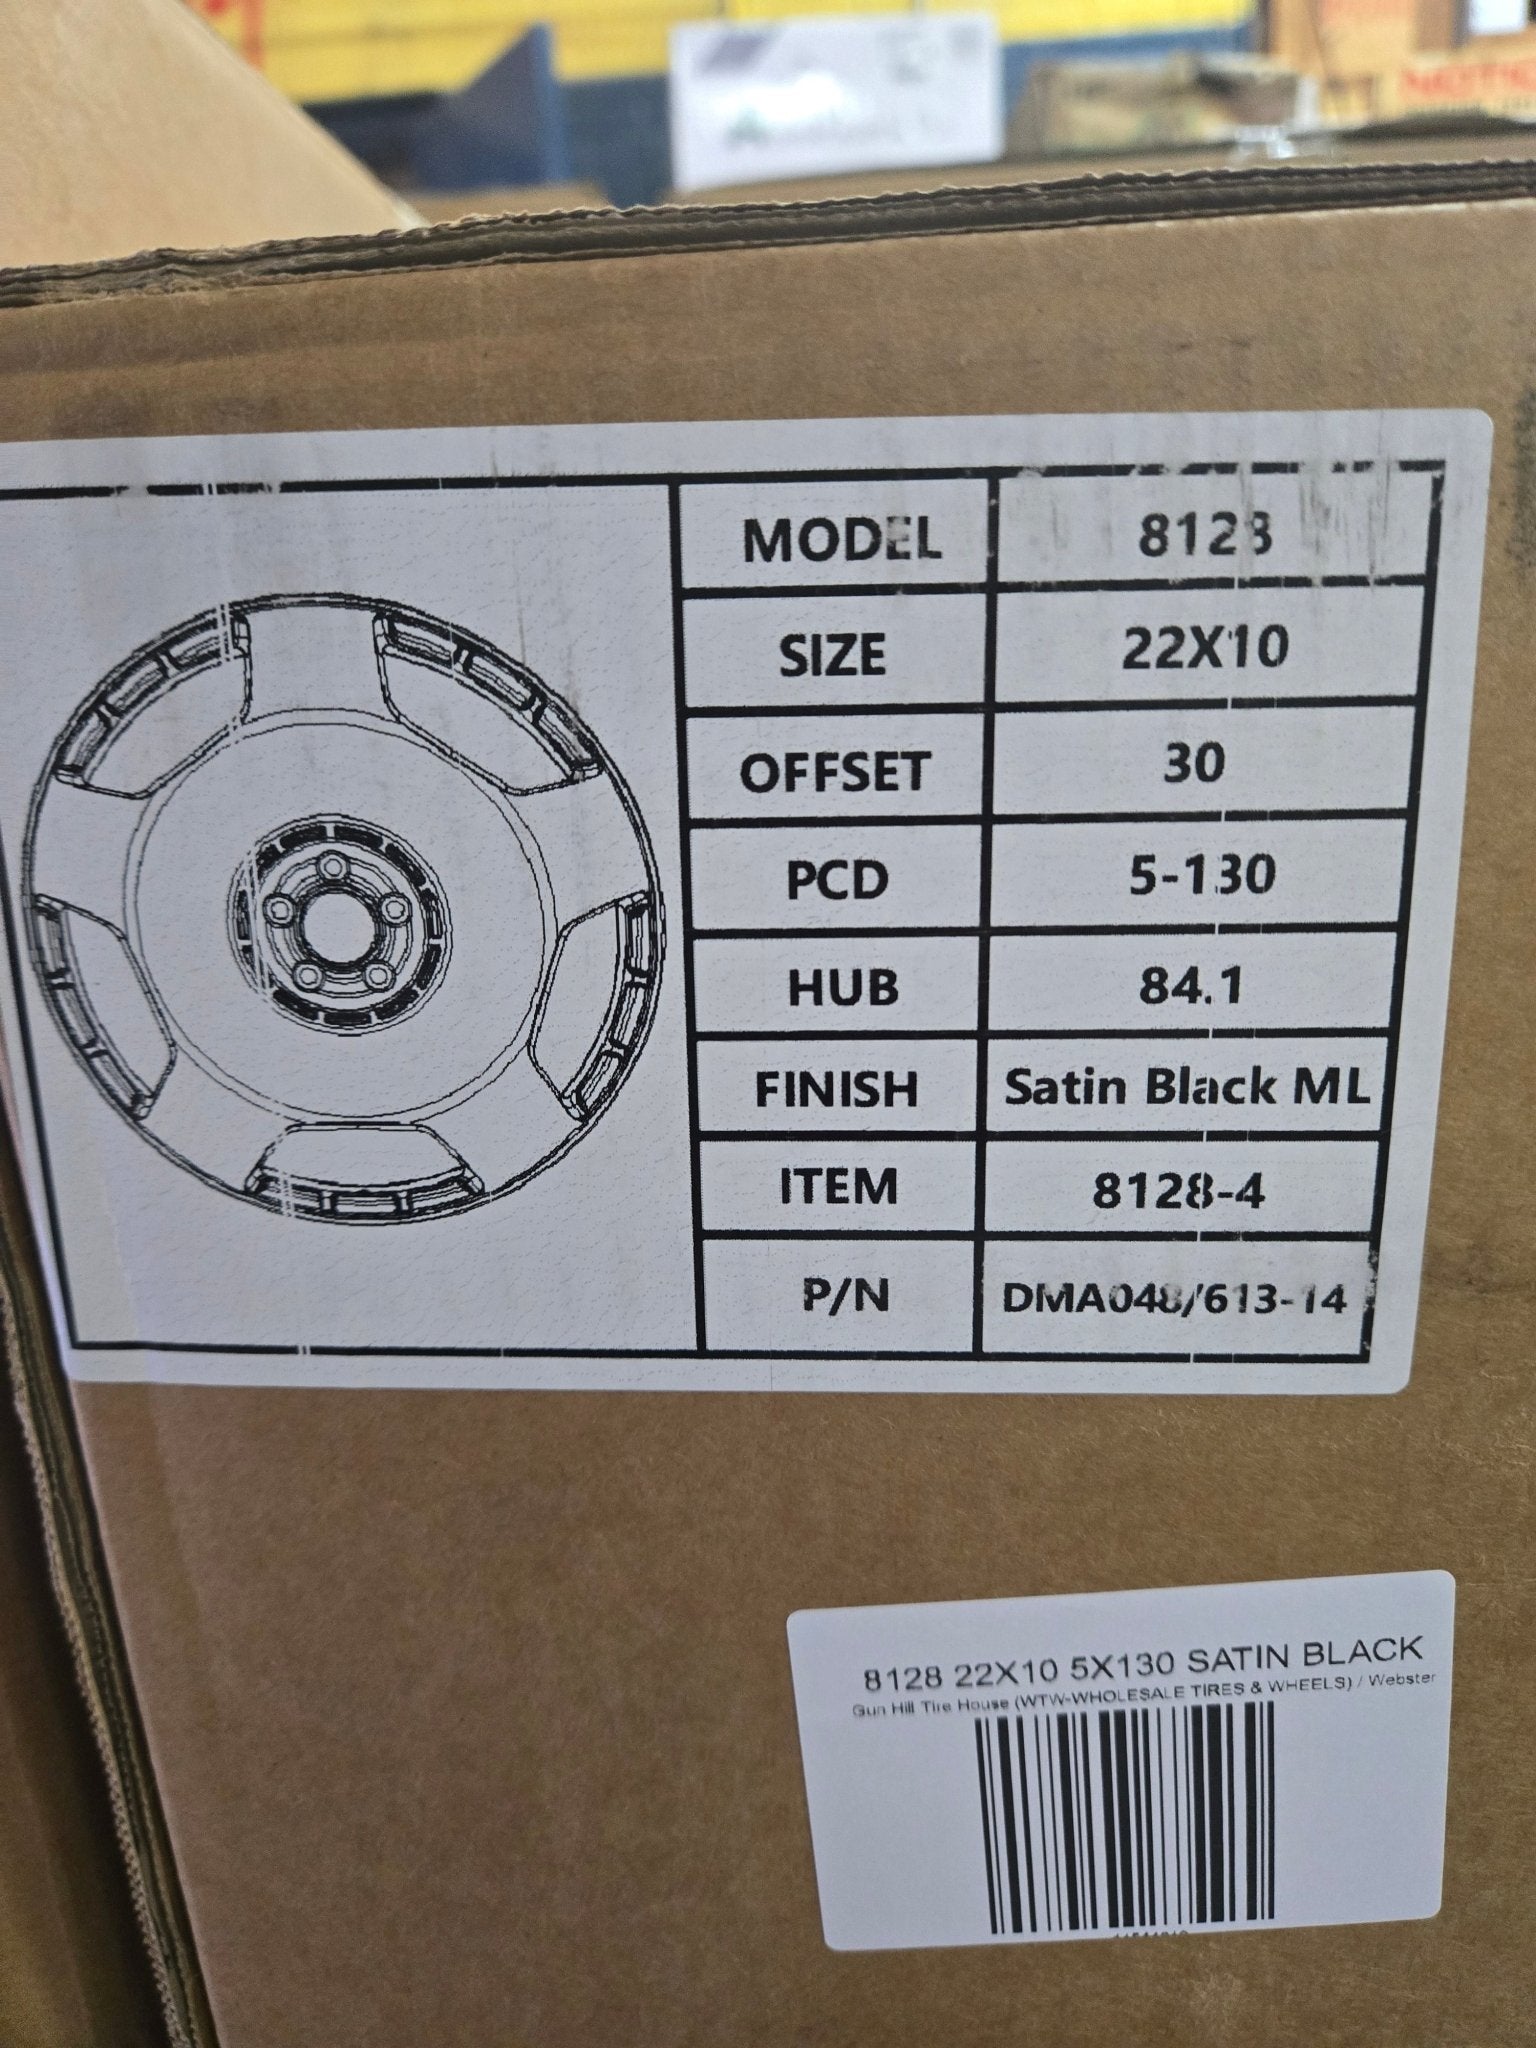 MODEL 8128
SIZE 22X10
OFFSET 30
PCD 5-130
HUB 84.1
FINISH Satin Black ML
ITEM 8128-4
P/N DMA048/613-14
8128 22X10 5X130 SATIN BLACK
Gun Hill Tire House (WTW-WHOLESALE TIRES & WHEELS) / Webster